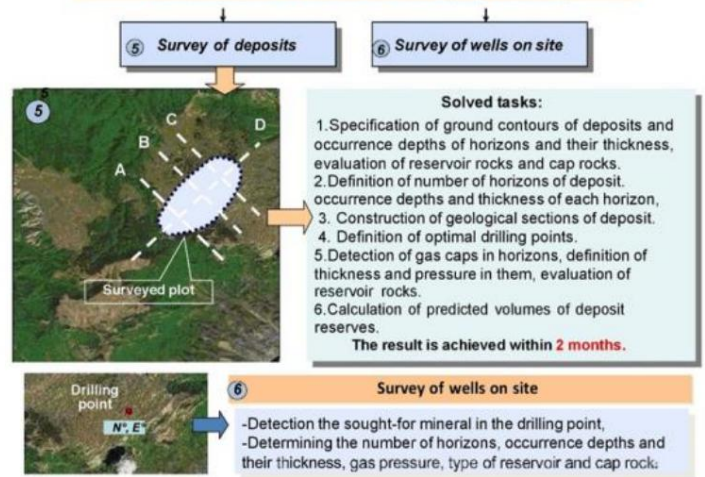 5 Survey of deposits
6 Survey of wells on site
5
5
A
B
C
D
Surveyed plot
Solved tasks:
1.Specification of ground contours of deposits and
occurrence depths of horizons and their thickness,
evaluation of reservoir rocks and cap rocks.
2.Definition of number of horizons of deposit.
occurrence depths and thickness of each horizon,
3. Construction of geological sections of deposit.
4. Definition of optimal drilling points.
5.Detection of gas caps in horizons, definition of
thickness and pressure in them, evaluation of
reservoir rocks.
6.Calculation of predicted volumes of deposit
reserves.
The result is achieved within 2 months.
Drilling
point
N°, E°
6 Survey of wells on site
-Detection the sought-for mineral in the drilling point,
-Determining the number of horizons, occurrence depths and
their thickness, gas pressure, type of reservoir and cap rock.